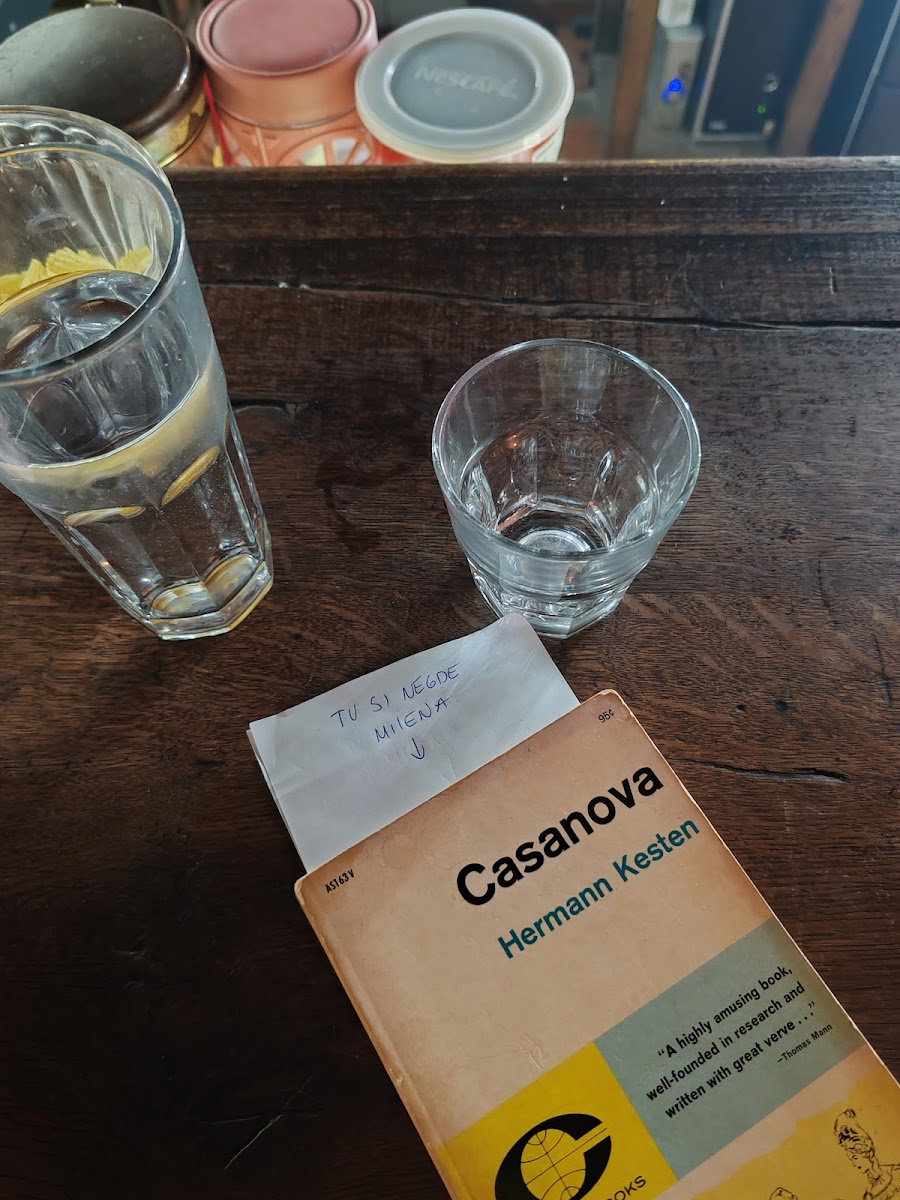 NESCAFÉ
TU SI NEGDE
MILENA
↓
95¢
AS163V
Casanova
Hermann Kesten
"A highly amusing book,
well-founded in research and
written with great verve . . ."
—Thomas Mann